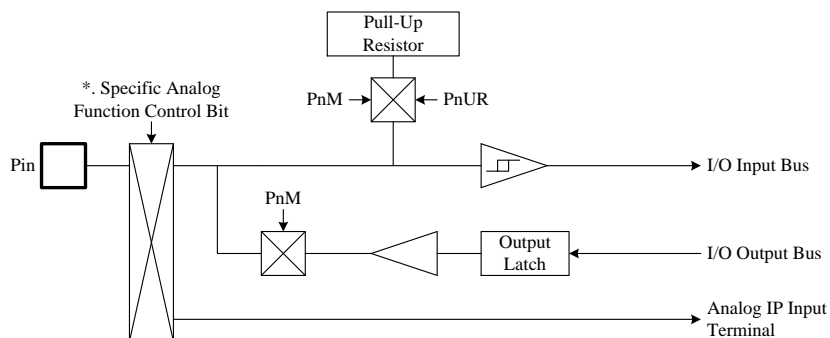 Pull-Up
Resistor
*. Specific Analog
Function Control Bit
PnM
PnUR
Pin
I/O Input Bus
PnM
Output
Latch
I/O Output Bus
Analog IP Input
Terminal